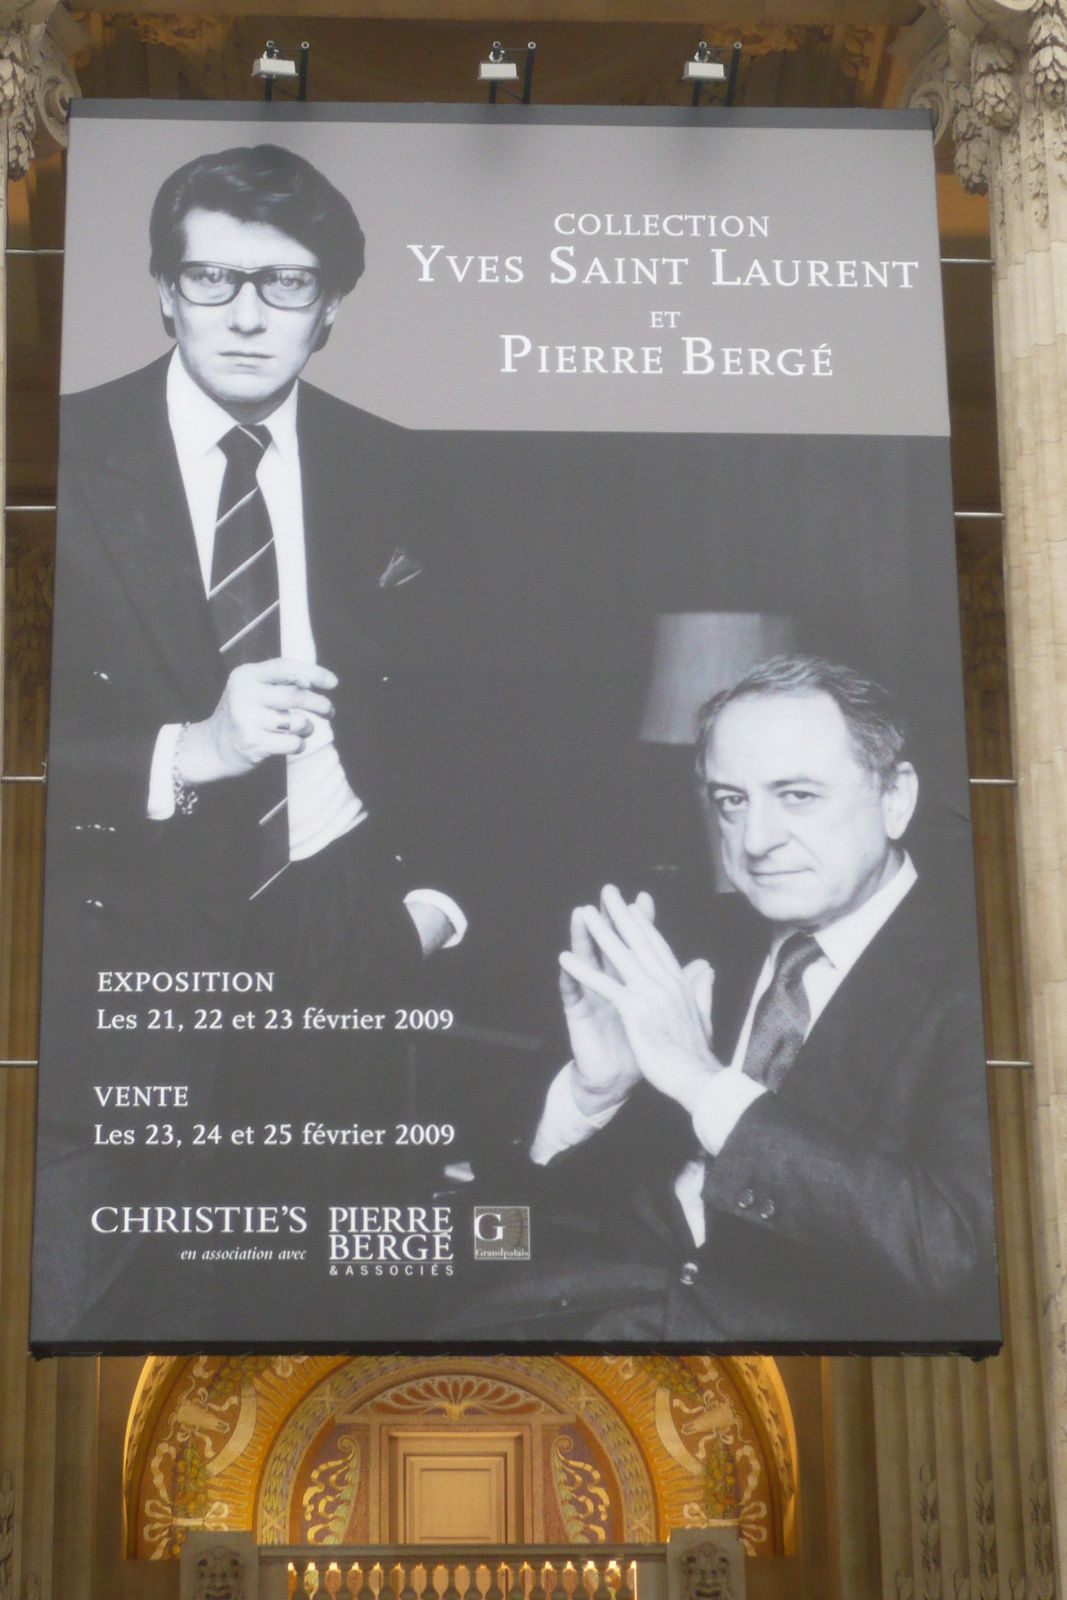 COLLECTION
YVES SAINT LAURENT
ET
PIERRE BERGÉ
EXPOSITION
Les 21, 22 et 23 février 2009
VENTE
Les 23, 24 et 25 février 2009
CHRISTIE'S
en association avec
PIERRE
BERGÉ
& ASSOCIÉS
G
Grandpalais